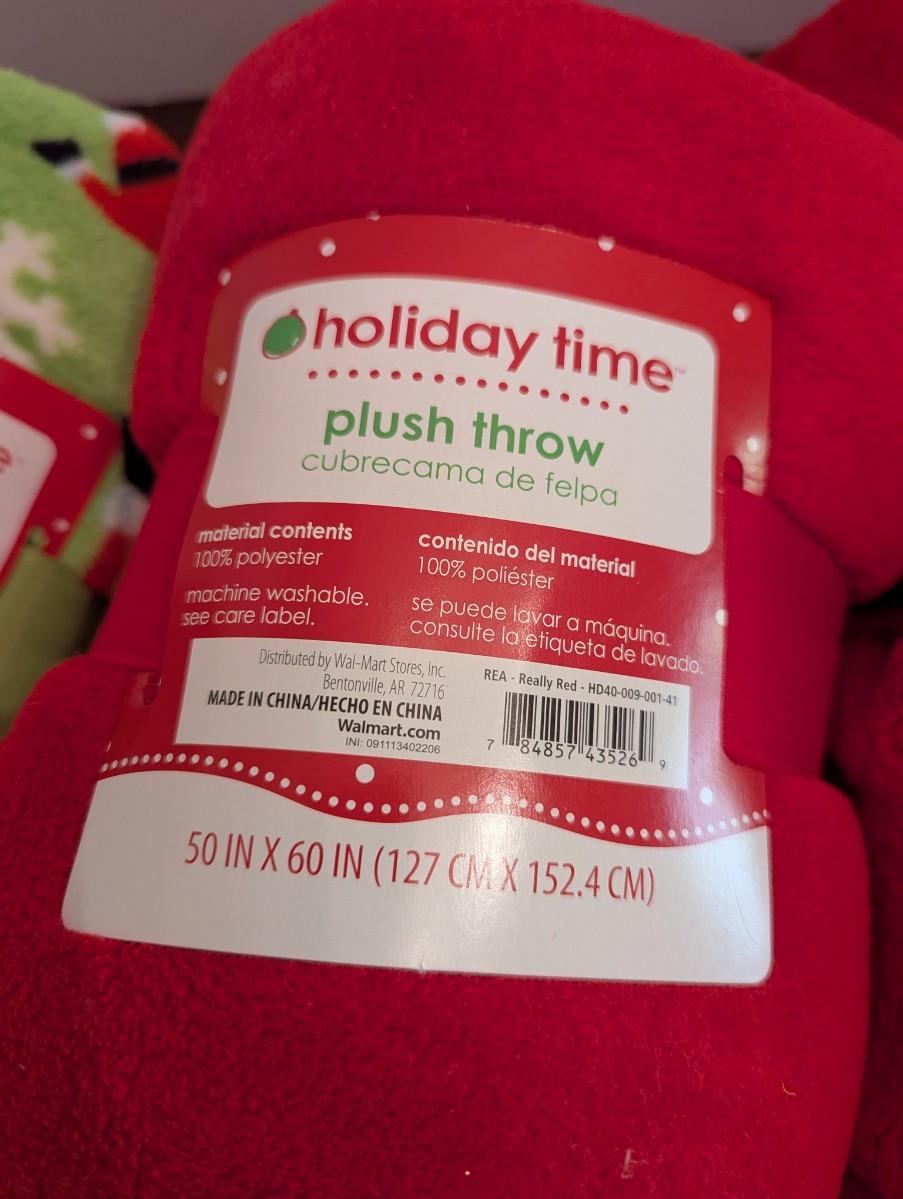 holiday time™
plush throw
cubrecama de felpa
material contents
100% polyester
machine washable.
see care label.
contenido del material
100% poliéster
se puede lavar a máquina.
consulte la etiqueta de lavado.
Distributed by Wal-Mart Stores, Inc.
Bentonville, AR 72716
MADE IN CHINA/HECHO EN CHINA
Walmart.com
INI: 091113402206
REA - Really Red - HD40-009-001-41
7 84857 43526 9
50 IN X 60 IN (127 CM X 152.4 CM)